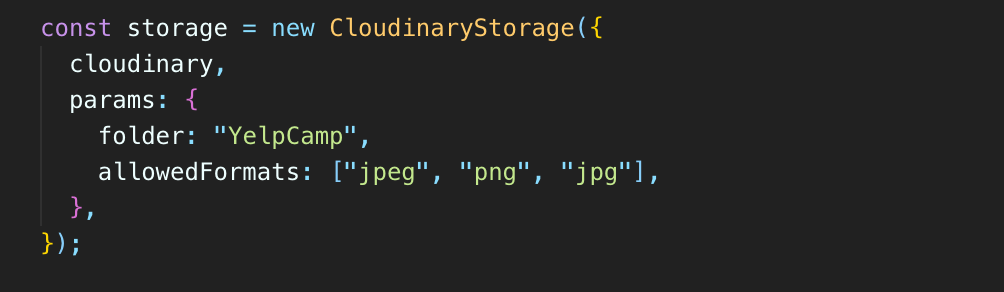 const storage = new CloudinaryStorage({
  cloudinary,
  params: {
    folder: "YelpCamp",
    allowedFormats: ["jpeg", "png", "jpg"],
  },
});